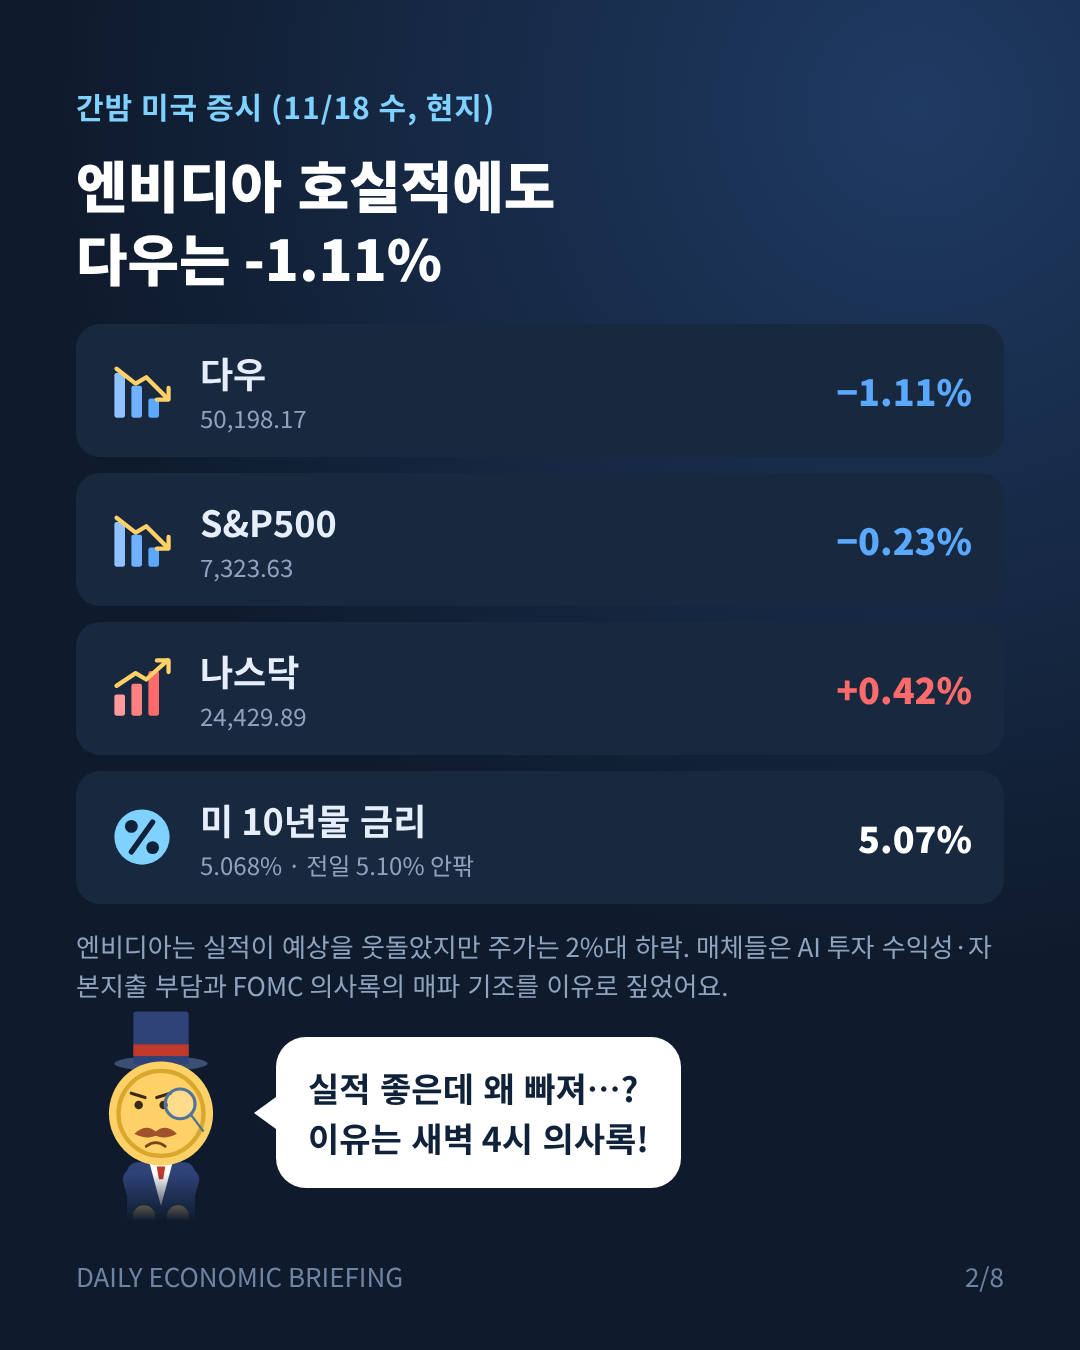 간밤 미국 증시 (11/18 수, 현지)
엔비디아 호실적에도
다우는 -1.11%
다우
50,198.17
−1.11%
S&P500
7,323.63
−0.23%
나스닥
24,429.89
+0.42%
미 10년물 금리
5.068% · 전일 5.10% 안팎
5.07%
엔비디아는 실적이 예상을 웃돌았지만 주가는 2%대 하락. 매체들은 AI 투자 수익성·자
본지출 부담과 FOMC 의사록의 매파 기조를 이유로 짚었어요.
실적 좋은데 왜 빠져…?
이유는 새벽 4시 의사록!
DAILY ECONOMIC BRIEFING
2/8